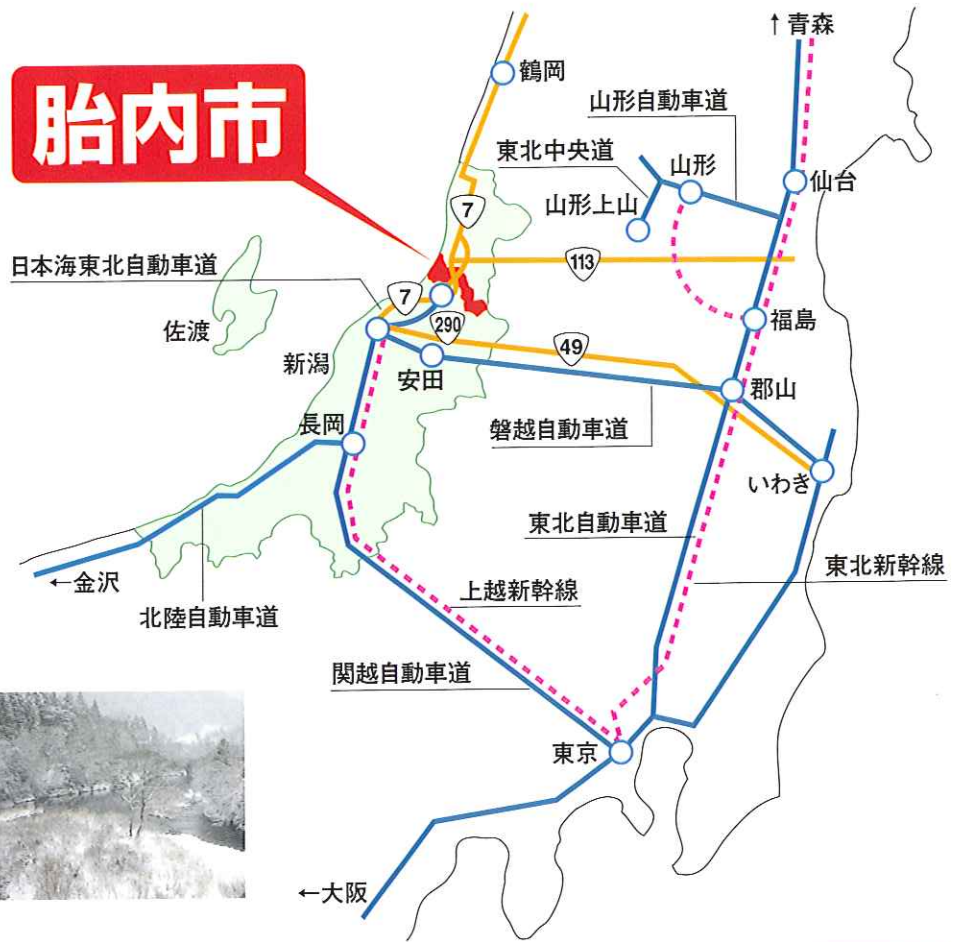 ↑青森
鶴岡
胎内市
山形自動車道
東北中央道
山形
仙台
山形上山
7
日本海東北自動車道
113
7
佐渡
福島
290
新潟
49
安田
郡山
長岡
磐越自動車道
いわき
東北自動車道
東北新幹線
←金沢
上越新幹線
北陸自動車道
関越自動車道
東京
←大阪